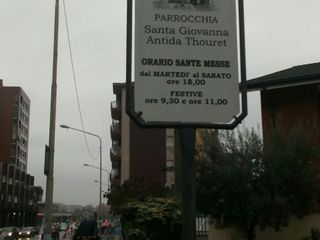 PARROCCHIA
Santa Giovanna
Antida Thouret
ORARIO SANTE MESSE
dal MARTEDÌ al SABATO
ore 18,00
FESTIVE
ore 9,30 e ore 11,00